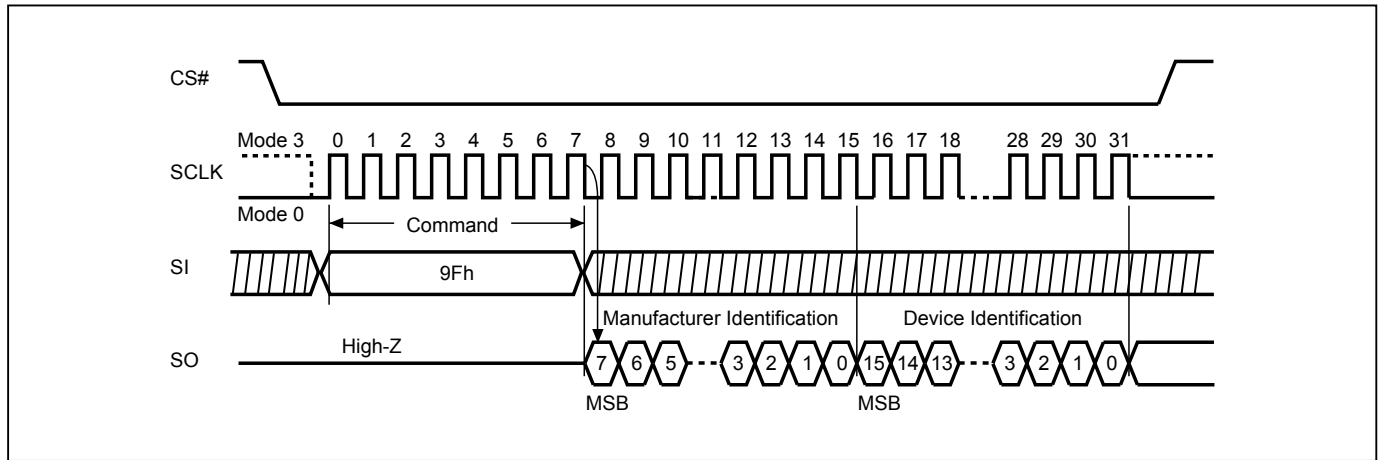 CS#
Mode 3 0 1 2 3 4 5 6 7 8 9 10 11 12 13 14 15 16 17 18 28 29 30 31
SCLK
Mode 0
Command
SI
9Fh
Manufacturer Identification Device Identification
High-Z
SO
7 6 5 3 2 1 0 15 14 13 3 2 1 0
MSB MSB